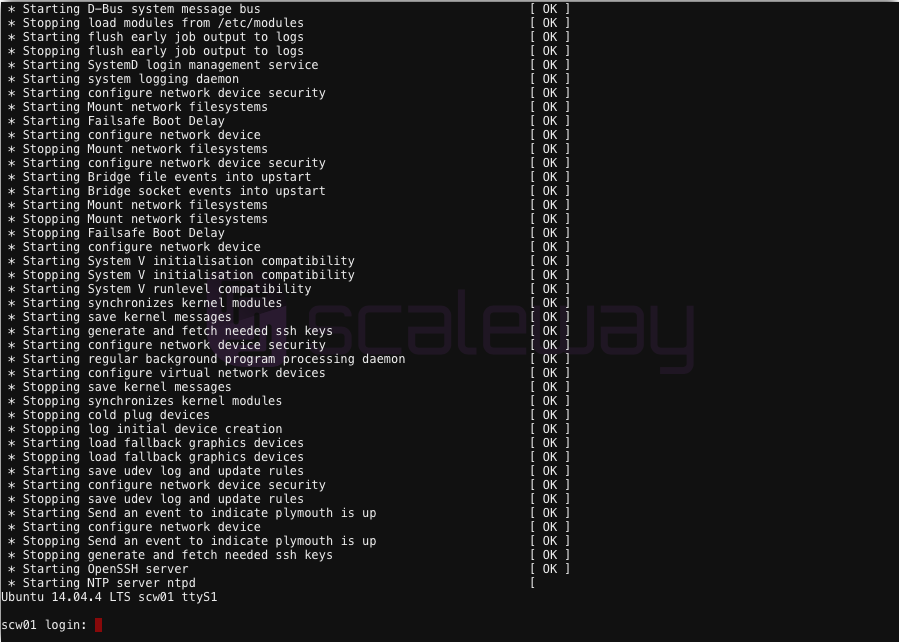 * Starting D-Bus system message bus [ OK ]
* Stopping load modules from /etc/modules [ OK ]
* Starting flush early job output to logs [ OK ]
* Stopping flush early job output to logs [ OK ]
* Starting SystemD login management service [ OK ]
* Starting system logging daemon [ OK ]
* Starting configure network device security [ OK ]
* Starting Mount network filesystems [ OK ]
* Starting Failsafe Boot Delay [ OK ]
* Starting configure network device [ OK ]
* Stopping Mount network filesystems [ OK ]
* Starting configure network device security [ OK ]
* Starting Bridge file events into upstart [ OK ]
* Starting Bridge socket events into upstart [ OK ]
* Starting Mount network filesystems [ OK ]
* Stopping Mount network filesystems [ OK ]
* Stopping Failsafe Boot Delay [ OK ]
* Starting configure network device [ OK ]
* Starting System V initialisation compatibility [ OK ]
* Stopping System V initialisation compatibility [ OK ]
* Starting System V runlevel compatibility [ OK ]
* Starting synchronizes kernel modules [ OK ]
* Starting save kernel messages [ OK ]
* Starting generate and fetch needed ssh keys [ OK ]
* Starting configure network device security [ OK ]
* Starting regular background program processing daemon [ OK ]
* Starting configure virtual network devices [ OK ]
* Stopping save kernel messages [ OK ]
* Stopping synchronizes kernel modules [ OK ]
* Stopping cold plug devices [ OK ]
* Stopping log initial device creation [ OK ]
* Starting load fallback graphics devices [ OK ]
* Stopping load fallback graphics devices [ OK ]
* Starting save udev log and update rules [ OK ]
* Starting configure network device security [ OK ]
* Stopping save udev log and update rules [ OK ]
* Starting Send an event to indicate plymouth is up [ OK ]
* Starting configure network device [ OK ]
* Stopping Send an event to indicate plymouth is up [ OK ]
* Stopping generate and fetch needed ssh keys [ OK ]
* Starting OpenSSH server [ OK ]
* Starting NTP server ntpd [
Ubuntu 14.04.4 LTS scw01 ttyS1
scw01 login:
scaleway